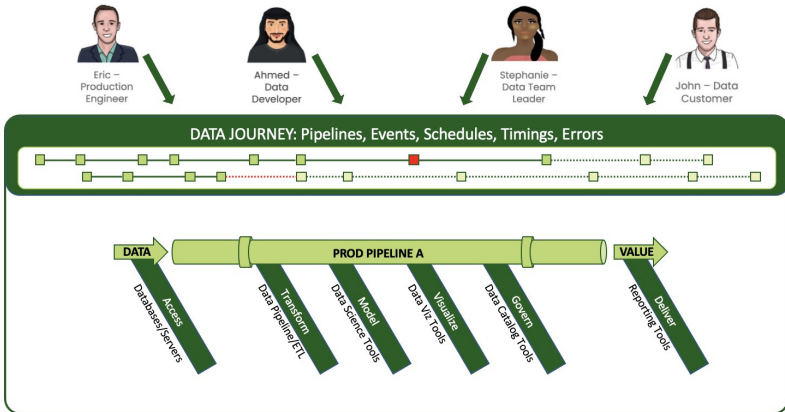 Eric –
Production
Engineer
Ahmed –
Data
Developer
Stephanie –
Data Team
Leader
John – Data
Customer
DATA JOURNEY: Pipelines, Events, Schedules, Timings, Errors
DATA
PROD PIPELINE A
VALUE
Access
Databases/Servers
Transform
Data Pipeline/ETL
Model
Data Science Tools
Visualize
Data Viz Tools
Govern
Data Catalog Tools
Deliver
Reporting Tools